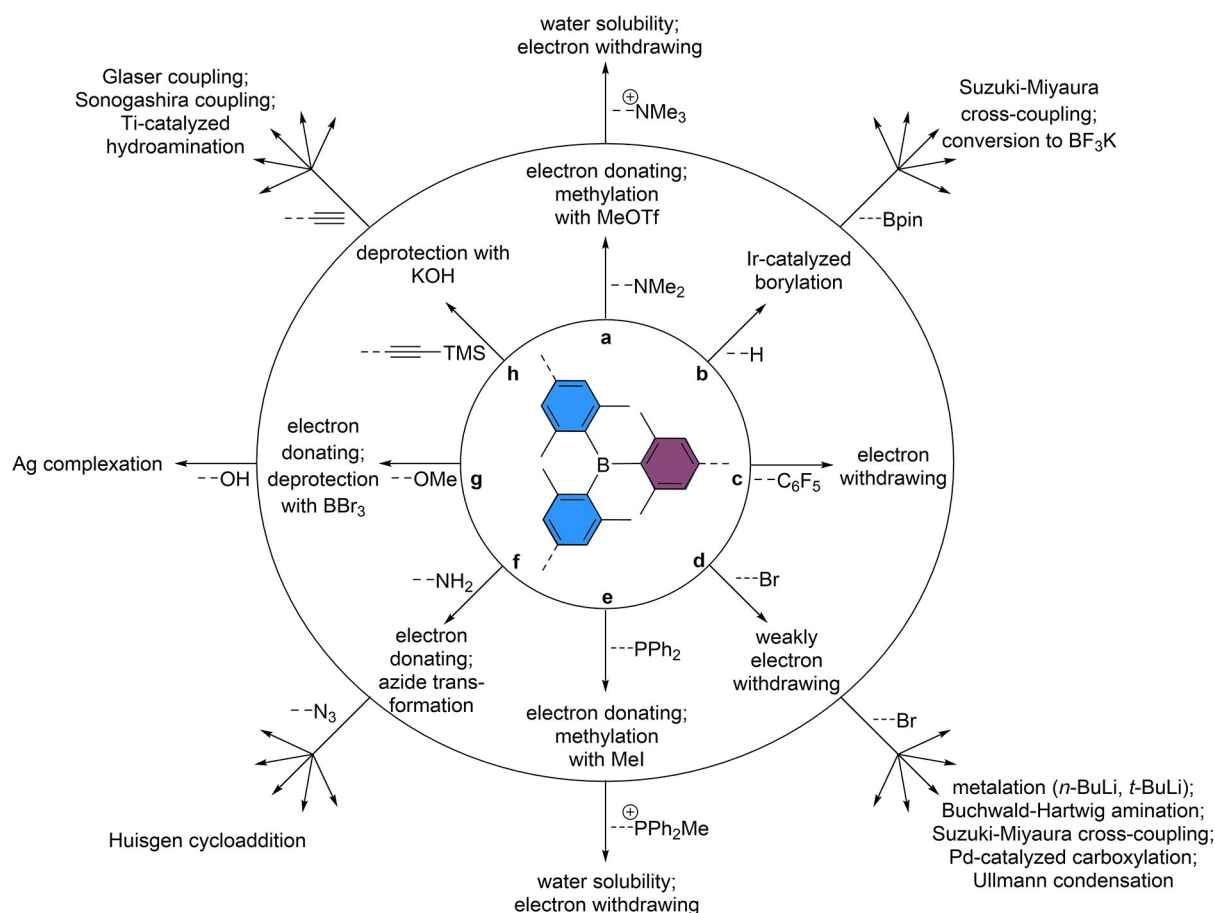 water solubility;
electron withdrawing
⊕
--NMe₃
Glaser coupling;
Sonogashira coupling;
Ti-catalyzed
hydroamination
Suzuki-Miyaura
cross-coupling;
conversion to BF₃K
---Bpin
electron donating;
methylation
with MeOTf
--NMe₂
a
deprotection with
KOH
TMS
h
Ir-catalyzed
borylation
--H
b
B
electron
withdrawing
--C₆F₅
c
Ag complexation
--OH
electron
donating;
deprotection
with BBr₃
--OMe
g
f
--NH₂
electron
donating;
azide trans-
formation
e
---PPh₂
electron donating;
methylation
with MeI
d
---Br
weakly
electron
withdrawing
--N₃
Huisgen cycloaddition
⊕
---PPh₂Me
water solubility;
electron withdrawing
---Br
metalation (n-BuLi, t-BuLi);
Buchwald-Hartwig amination;
Suzuki-Miyaura cross-coupling;
Pd-catalyzed carboxylation;
Ullmann condensation